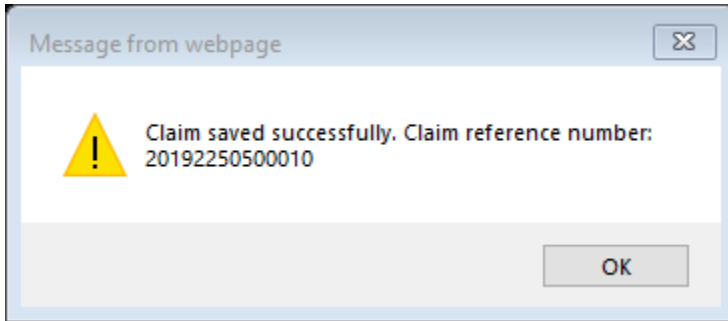 Message from webpage
Claim saved successfully. Claim reference number:
20192250500010
OK